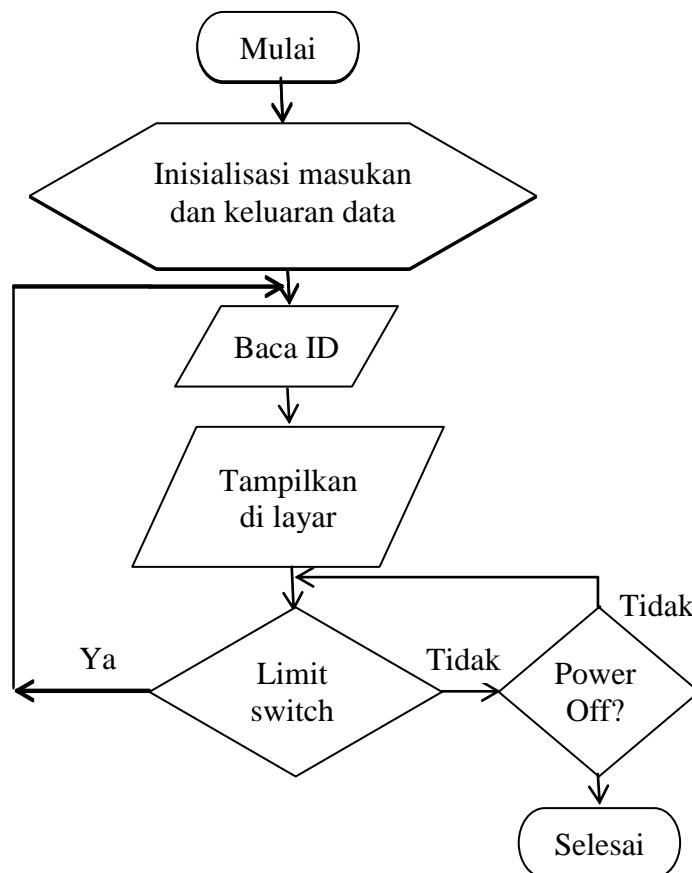 Mulai
Inisialisasi masukan
dan keluaran data
Baca ID
Tampilkan
di layar
Ya
Limit
switch
Tidak
Power
Off?
Tidak
Selesai